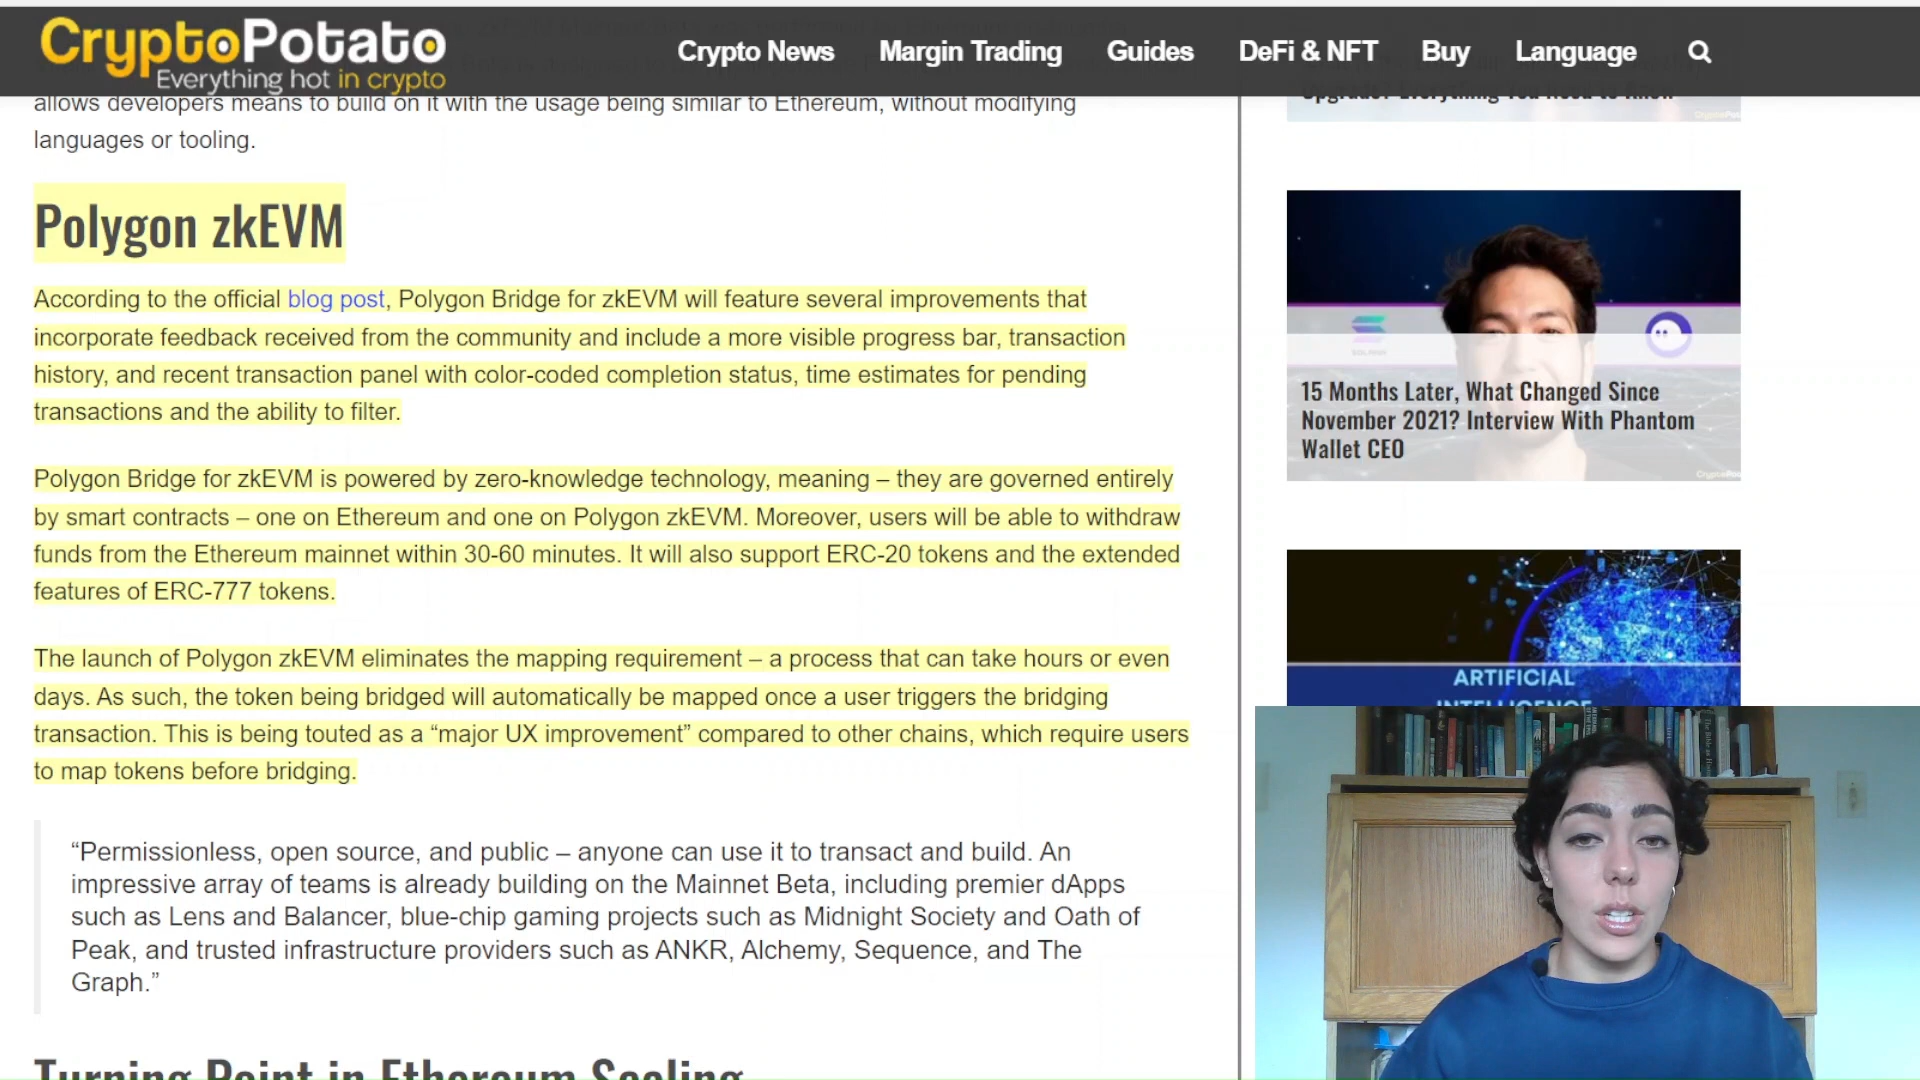 CryptoPotato
Everything hot in crypto
Crypto News Margin Trading Guides DeFi & NFT Buy Language
allows developers means to build on it with the usage being similar to Ethereum, without modifying
languages or tooling.
Polygon zkEVM
According to the official blog post, Polygon Bridge for zkEVM will feature several improvements that
incorporate feedback received from the community and include a more visible progress bar, transaction
history, and recent transaction panel with color-coded completion status, time estimates for pending
transactions and the ability to filter.
Polygon Bridge for zkEVM is powered by zero-knowledge technology, meaning – they are governed entirely
by smart contracts – one on Ethereum and one on Polygon zkEVM. Moreover, users will be able to withdraw
funds from the Ethereum mainnet within 30-60 minutes. It will also support ERC-20 tokens and the extended
features of ERC-777 tokens.
The launch of Polygon zkEVM eliminates the mapping requirement – a process that can take hours or even
days. As such, the token being bridged will automatically be mapped once a user triggers the bridging
transaction. This is being touted as a “major UX improvement” compared to other chains, which require users
to map tokens before bridging.
“Permissionless, open source, and public – anyone can use it to transact and build. An
impressive array of teams is already building on the Mainnet Beta, including premier dApps
such as Lens and Balancer, blue-chip gaming projects such as Midnight Society and Oath of
Peak, and trusted infrastructure providers such as ANKR, Alchemy, Sequence, and The
Graph.”
Turning Point in Ethereum Scaling
Upgrade? Everything You Need to Know
SOLANA
15 Months Later, What Changed Since
November 2021? Interview With Phantom
Wallet CEO
ARTIFICIAL
INTELLIGENCE